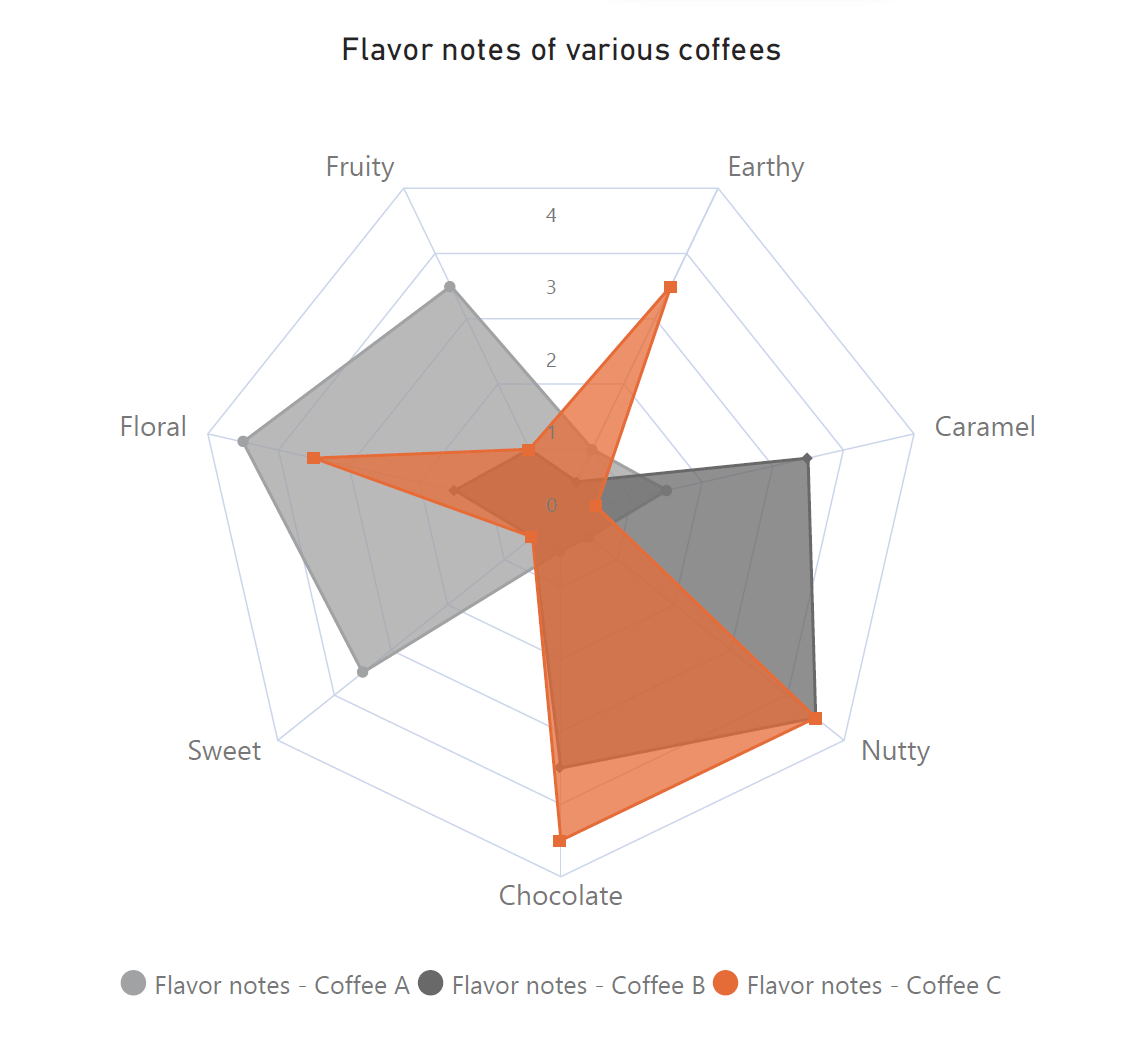 Flavor notes of various coffees
Fruity
Earthy
4
3
2
Floral
Caramel
1
0
Sweet
Nutty
Chocolate
Flavor notes - Coffee A
Flavor notes - Coffee B
Flavor notes - Coffee C